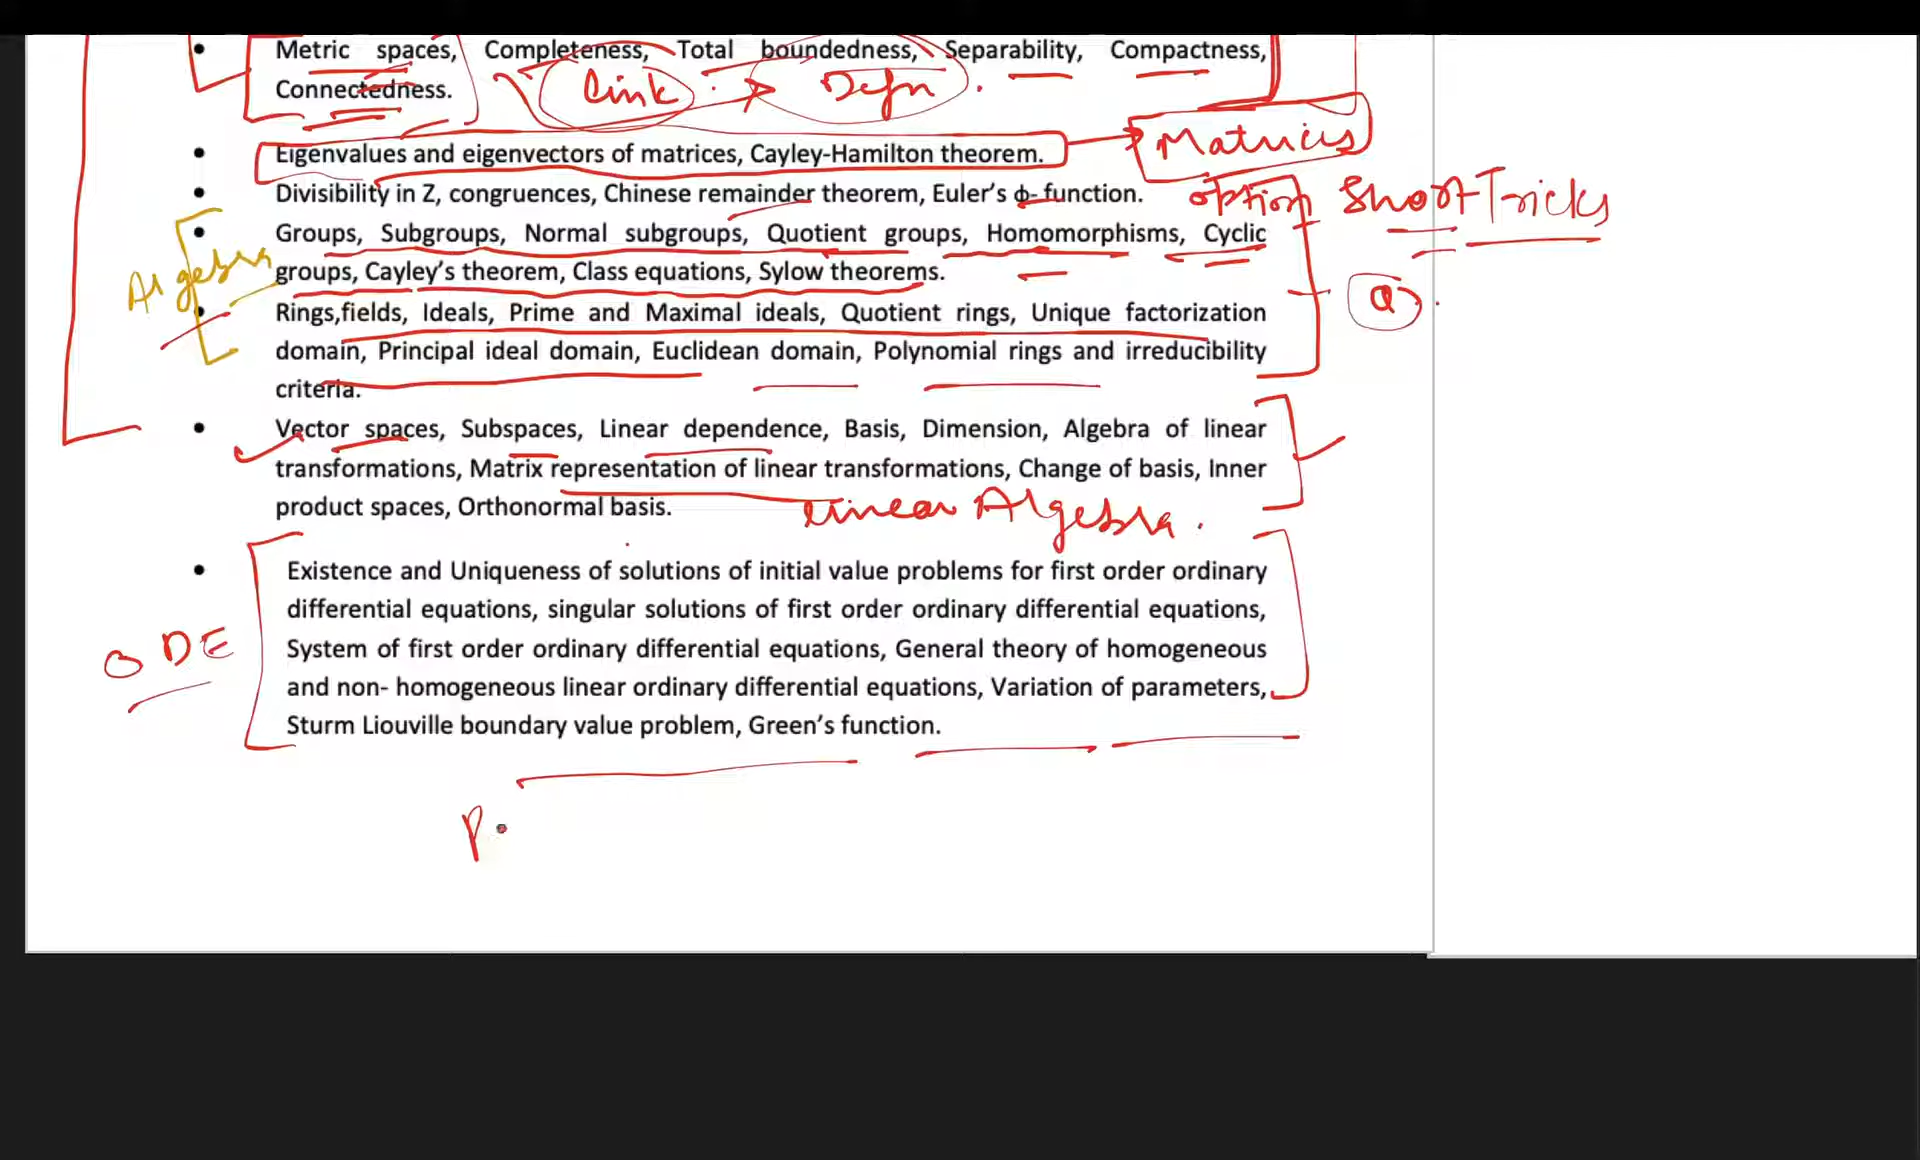 • Metric spaces, Completeness, Total boundedness, Separability, Compactness,
Connectedness.
Link Defn
• Eigenvalues and eigenvectors of matrices, Cayley-Hamilton theorem.
Matrices
• Divisibility in Z, congruences, Chinese remainder theorem, Euler's ϕ- function.
option Short Tricks
• Groups, Subgroups, Normal subgroups, Quotient groups, Homomorphisms, Cyclic
groups, Cayley's theorem, Class equations, Sylow theorems.
Algebra
• Rings,fields, Ideals, Prime and Maximal ideals, Quotient rings, Unique factorization
domain, Principal ideal domain, Euclidean domain, Polynomial rings and irreducibility
criteria.
• Vector spaces, Subspaces, Linear dependence, Basis, Dimension, Algebra of linear
transformations, Matrix representation of linear transformations, Change of basis, Inner
product spaces, Orthonormal basis.
Linear Algebra.
• Existence and Uniqueness of solutions of initial value problems for first order ordinary
differential equations, singular solutions of first order ordinary differential equations,
System of first order ordinary differential equations, General theory of homogeneous
and non- homogeneous linear ordinary differential equations, Variation of parameters,
Sturm Liouville boundary value problem, Green's function.
ODE
P